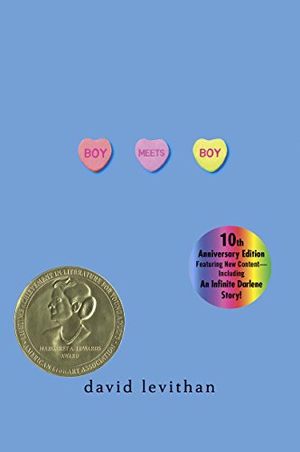 BOY MEETS BOY
10th
Anniversary Edition
Featuring New Content—
Including
An Infinite Darlene
Story!
MARGARET A. EDWARDS
AWARD
AMERICAN LIBRARY ASSOCIATION
david levithan